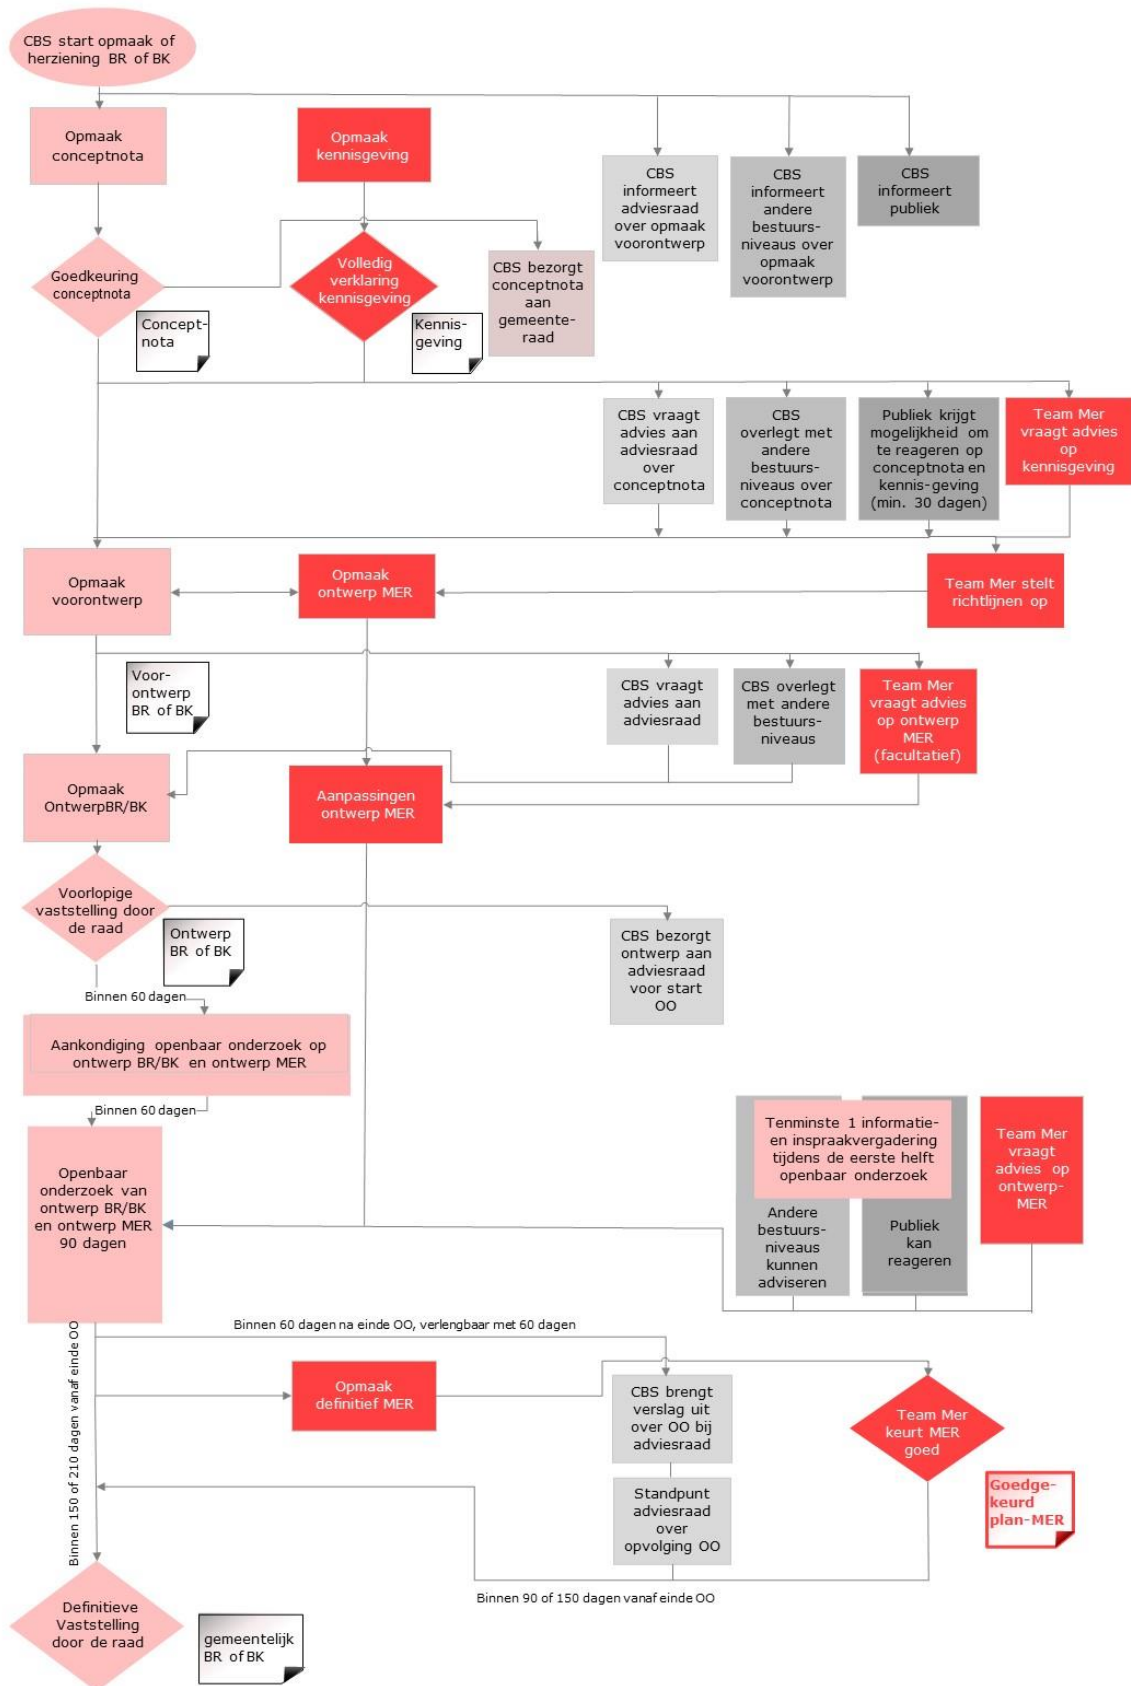 CBS start opmaak of
herziening BR of BK
Opmaak
conceptnota
Opmaak
kennisgeving
CBS
informeert
adviesraad
over opmaak
voorontwerp
CBS
informeert
andere
bestuurs-
niveaus over
opmaak
voorontwerp
CBS
informeert
publiek
Goedkeuring
conceptnota
Concept-
nota
Volledig
verklaring
kennisgeving
Kennis-
geving
CBS bezorgt
conceptnota
aan
gemeente-
raad
CBS vraagt
advies aan
adviesraad
over
conceptnota
CBS
overlegt met
andere
bestuurs-
niveaus over
conceptnota
Publiek krijgt
mogelijkheid om
te reageren op
conceptnota en
kennis-geving
(min. 30 dagen)
Team Mer
vraagt advies
op
kennisgeving
Opmaak
voorontwerp
Opmaak
ontwerp MER
Team Mer stelt
richtlijnen op
Voor-
ontwerp
BR of BK
CBS vraagt
advies aan
adviesraad
CBS overlegt
met andere
bestuurs-
niveaus
Team Mer
vraagt advies
op ontwerp
MER
(facultatief)
Opmaak
OntwerpBR/BK
Aanpassingen
ontwerp MER
Voorlopige
vaststelling door
de raad
Ontwerp
BR of BK
CBS bezorgt
ontwerp aan
adviesraad
voor start
OO
Binnen 60 dagen
Aankondiging openbaar onderzoek op
ontwerp BR/BK en ontwerp MER
Binnen 60 dagen
Openbaar
onderzoek van
ontwerp BR/BK
en ontwerp MER
90 dagen
Tenminste 1 informatie-
en inspraakvergadering
tijdens de eerste helft
openbaar onderzoek
Andere
bestuurs-
niveaus
kunnen
adviseren
Publiek
kan
reageren
Team Mer
vraagt
advies op
ontwerp-
MER
Binnen 60 dagen na einde OO, verlengbaar met 60 dagen
Binnen 150 of 210 dagen vanaf einde OO
Opmaak
definitief MER
CBS brengt
verslag uit
over OO bij
adviesraad
Team Mer
keurt MER
goed
Standpunt
adviesraad
over
opvolging OO
Goedge-
keurd
plan-MER
Binnen 90 of 150 dagen vanaf einde OO
Definitieve
Vaststelling
door de raad
gemeentelijk
BR of BK